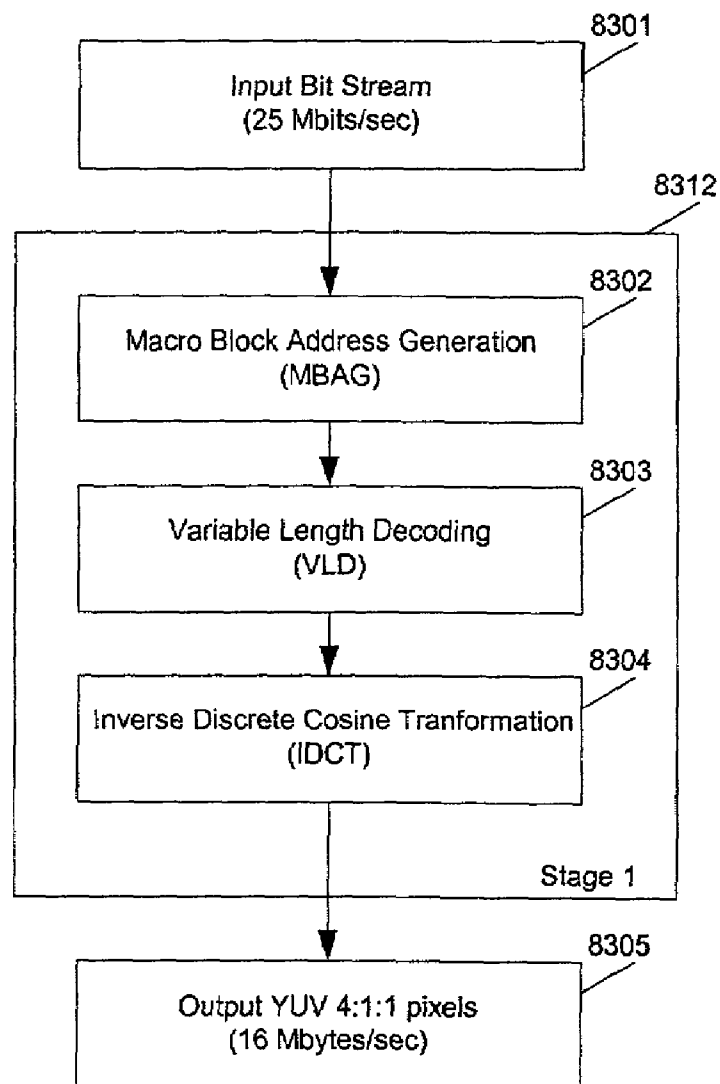 8301
Input Bit Stream
(25 Mbits/sec)
8312
8302
Macro Block Address Generation
(MBAG)
8303
Variable Length Decoding
(VLD)
8304
Inverse Discrete Cosine Tranformation
(IDCT)
Stage 1
8305
Output YUV 4:1:1 pixels
(16 Mbytes/sec)